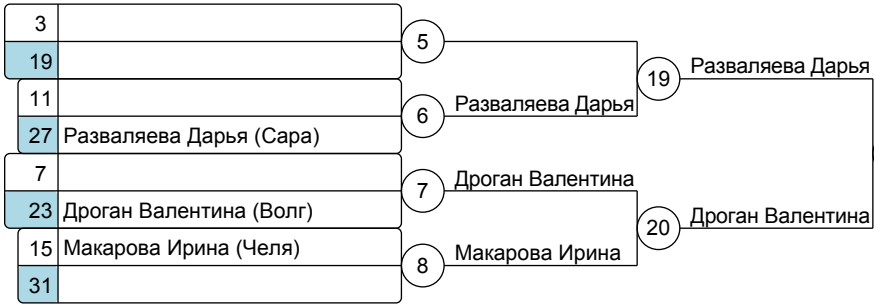 3
5
19
Разваляева Дарья
19
11
6
Разваляева Дарья
27 Разваляева Дарья (Сара)
7
7
Дроган Валентина
23 Дроган Валентина (Волг)
20
Дроган Валентина
15 Макарова Ирина (Челя)
8
Макарова Ирина
31